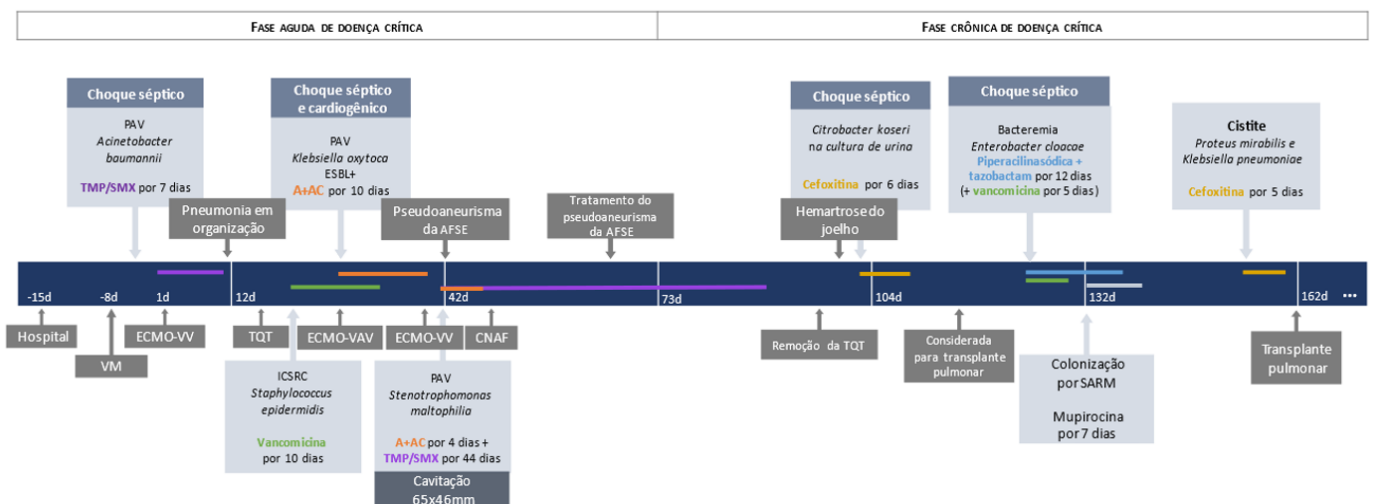 FASE AGUDA DE DOENÇA CRÍTICA
FASE CRÔNICA DE DOENÇA CRÍTICA
Choque séptico
PAV
Acinetobacter
baumannii
TMP/SMX por 7 dias
Choque séptico
e cardiogênico
PAV
Klebsiella oxytoca
ESBL+
A+AC por 10 dias
Choque séptico
Citrobacter koseri
na cultura de urina
Cefoxitina por 6 dias
Choque séptico
Bacteremia
Enterobacter cloacae
Piperacilinasódica +
tazobactam por 12 dias
(+ vancomicina por 5 dias)
Cistite
Proteus mirabilis e
Klebsiella pneumoniae
Cefoxitina por 5 dias
Pneumonia em
organização
Pseudoaneurisma
da AFSE
Tratamento do
pseudoaneurisma
da AFSE
Hemartrose do
joelho
-15d
-8d
1d
12d
42d
73d
104d
132d
162d
...
Hospital
VM
ECMO-VV
TQT
ECMO-VAV
ECMO-VV
CNAF
Remoção da TQT
Considerada
para transplante
pulmonar
Transplante
pulmonar
ICSRC
Staphylococcus
epidermidis
Vancomicina
por 10 dias
PAV
Stenotrophomonas
maltophilia
A+AC por 4 dias +
TMP/SMX por 44 dias
Cavitação
65x46mm
Colonização
por SARM
Mupirocina
por 7 dias